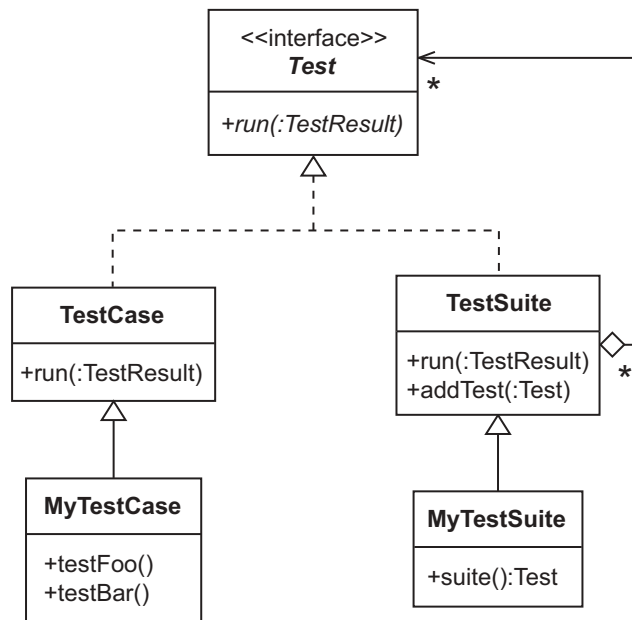 <<interface>>
Test
*
+run(:TestResult)
TestCase
+run(:TestResult)
TestSuite
+run(:TestResult)
+addTest(:Test)
*
MyTestCase
+testFoo()
+testBar()
MyTestSuite
+suite():Test